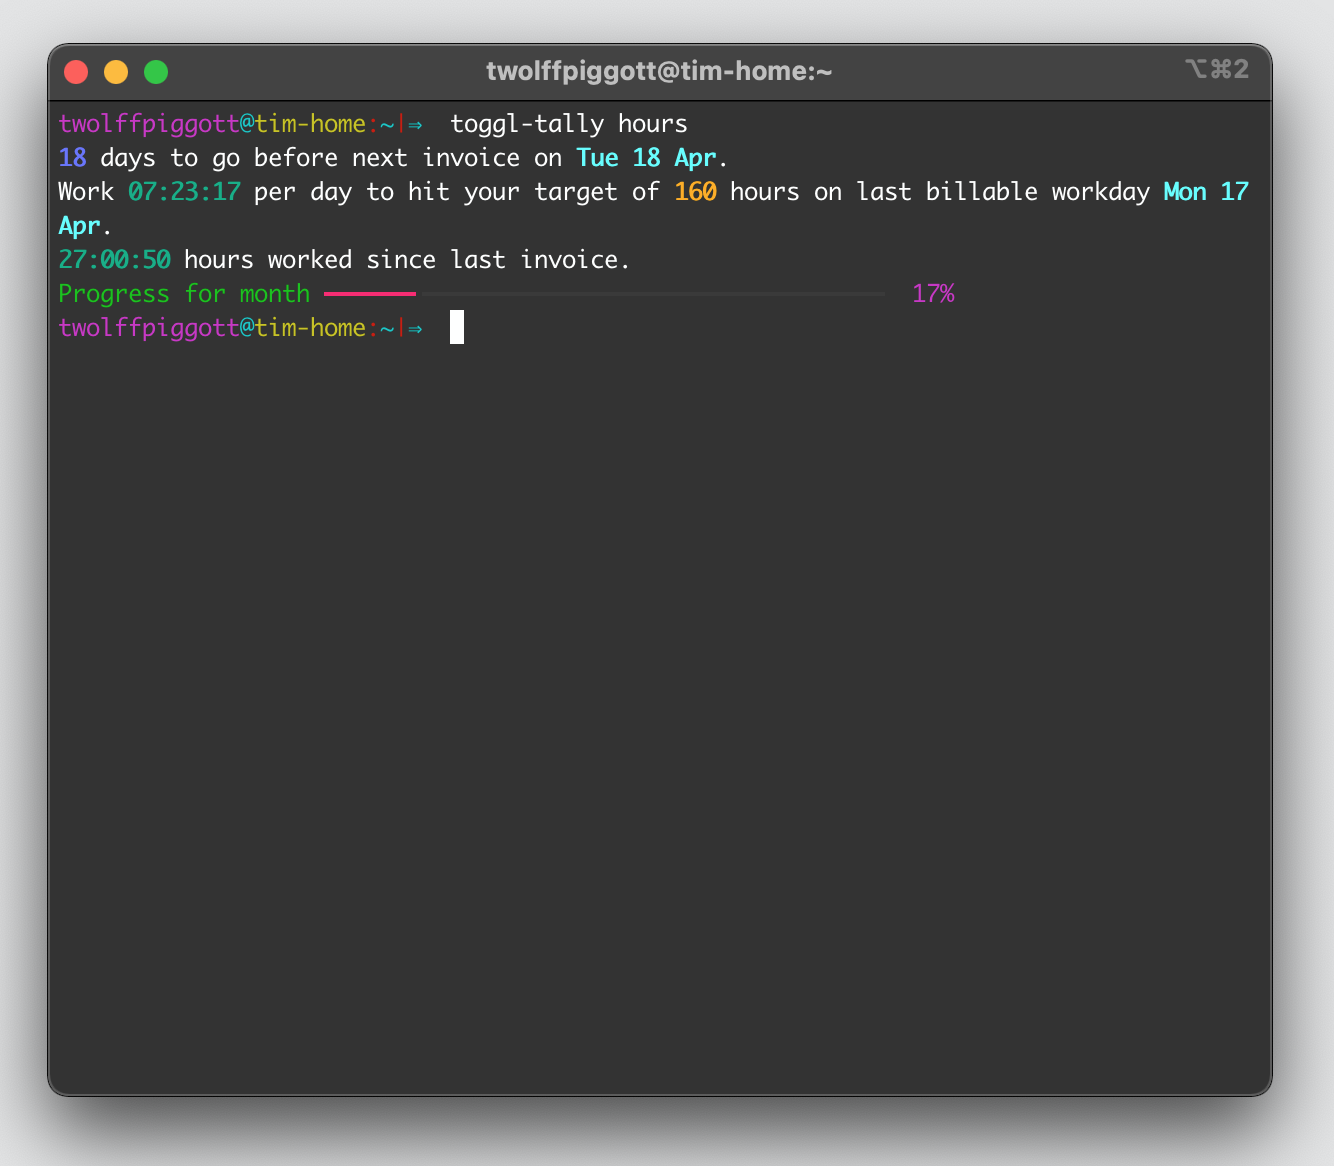 twolffpiggott@tim-home:~
⌥⌘2
twolffpiggott@tim-home:~|⇒  toggl-tally hours
18 days to go before next invoice on Tue 18 Apr.
Work 07:23:17 per day to hit your target of 160 hours on last billable workday Mon 17
Apr.
27:00:50 hours worked since last invoice.
Progress for month 17%
twolffpiggott@tim-home:~|⇒